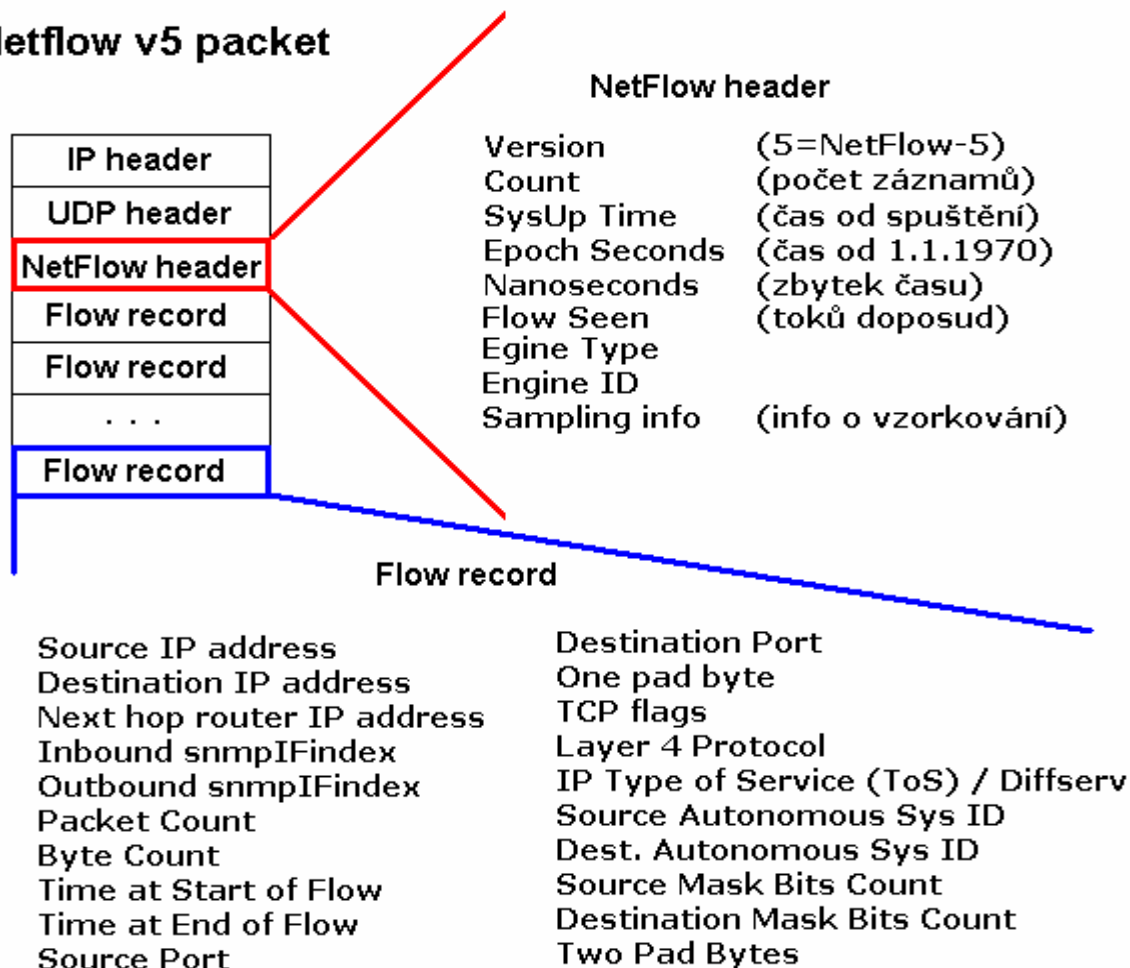 Netflow v5 packet
IP header
UDP header
NetFlow header
Flow record
Flow record
. . .
Flow record
NetFlow header
Version (5=NetFlow-5)
Count (počet záznamů)
SysUp Time (čas od spuštění)
Epoch Seconds (čas od 1.1.1970)
Nanoseconds (zbytek času)
Flow Seen (toků doposud)
Egine Type
Engine ID
Sampling info (info o vzorkování)
Flow record
Source IP address
Destination IP address
Next hop router IP address
Inbound snmpIFindex
Outbound snmpIFindex
Packet Count
Byte Count
Time at Start of Flow
Time at End of Flow
Source Port
Destination Port
One pad byte
TCP flags
Layer 4 Protocol
IP Type of Service (ToS) / Diffserv
Source Autonomous Sys ID
Dest. Autonomous Sys ID
Source Mask Bits Count
Destination Mask Bits Count
Two Pad Bytes